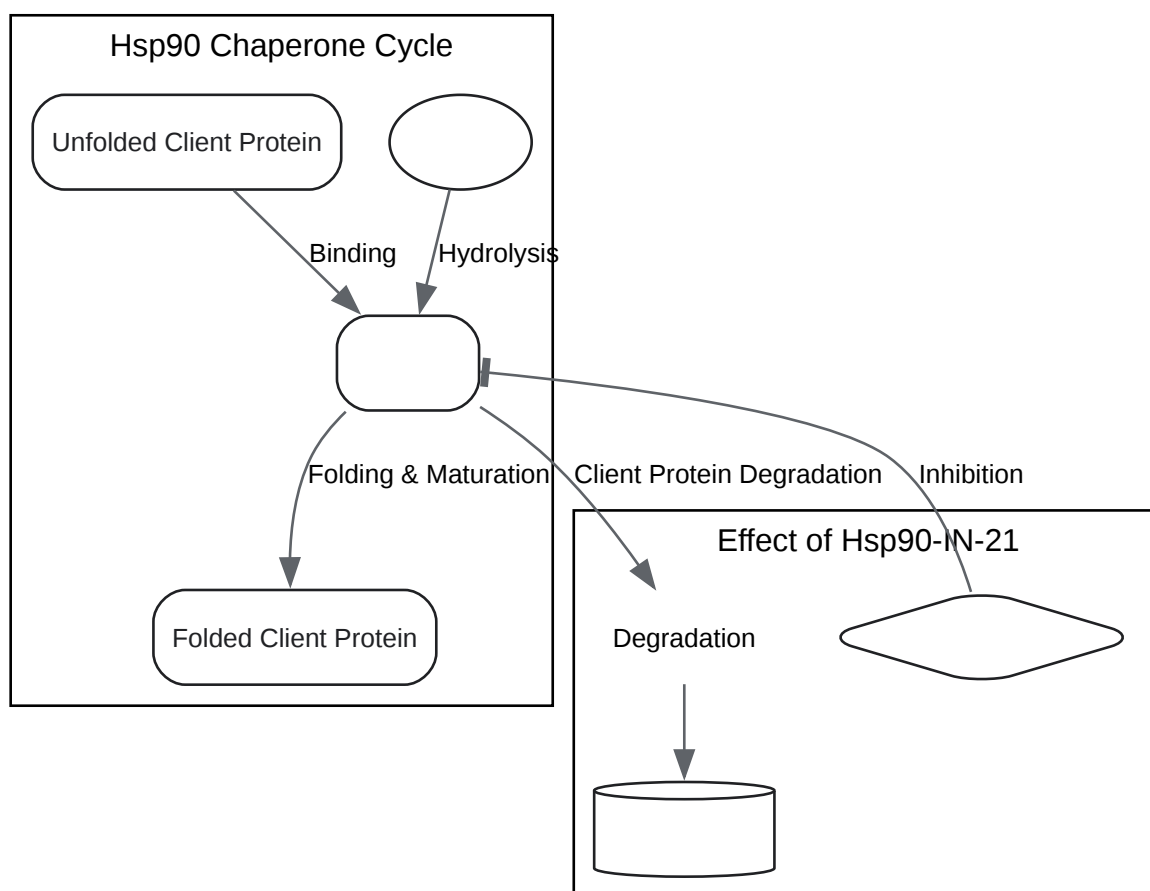 Hsp90 Chaperone Cycle
Unfolded Client Protein
Binding
Hydrolysis
Folding & Maturation
Client Protein Degradation
Inhibition
Effect of Hsp90-IN-21
Folded Client Protein
Degradation